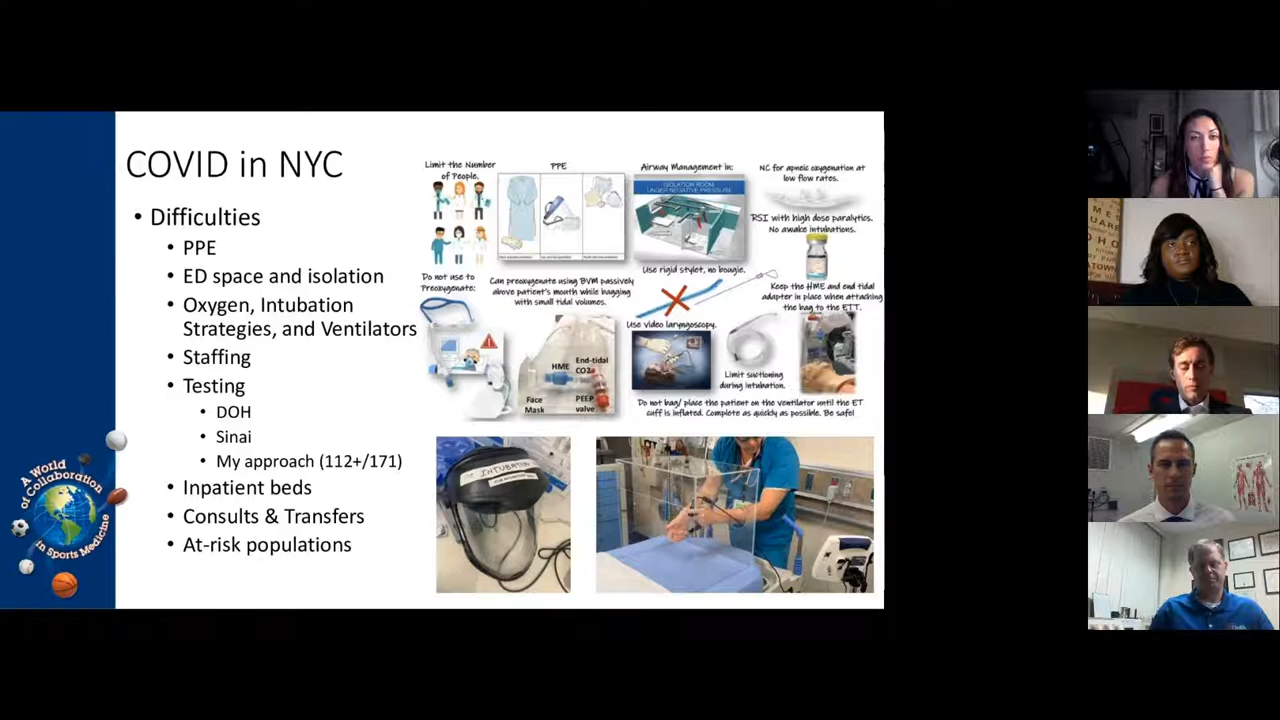 COVID in NYC
• Difficulties
• PPE
• ED space and isolation
• Oxygen, Intubation
Strategies, and Ventilators
• Staffing
• Testing
• DOH
• Sinai
• My approach (112+/171)
• Inpatient beds
• Consults & Transfers
• At-risk populations
Limit the Number
of People.
PPE
Airway Management in:
ISOLATION ROOM
UNDER NEGATIVE PRESSURE
NC for apneic oxygenation at
low flow rates.
RSI with high dose paralytics.
No awake intubations.
Do not use to
Preoxygenate:
Can preoxygenate using BVM passively
above patient's mouth while bagging
with small tidal volumes.
HME
End-tidal
CO2
Face
Mask
PEEP
valve
Use rigid stylet, no bougie.
Use video laryngoscopy.
Limit suctioning
during intubation.
Keep the HME and end tidal
adapter in place when attaching
the bag to the ETT.
Do not bag/ place the patient on the ventilator until the ET
cuff is inflated. Complete as quickly as possible. Be safe!
INTUBATION
A World
of Collaboration
in Sports Medicine